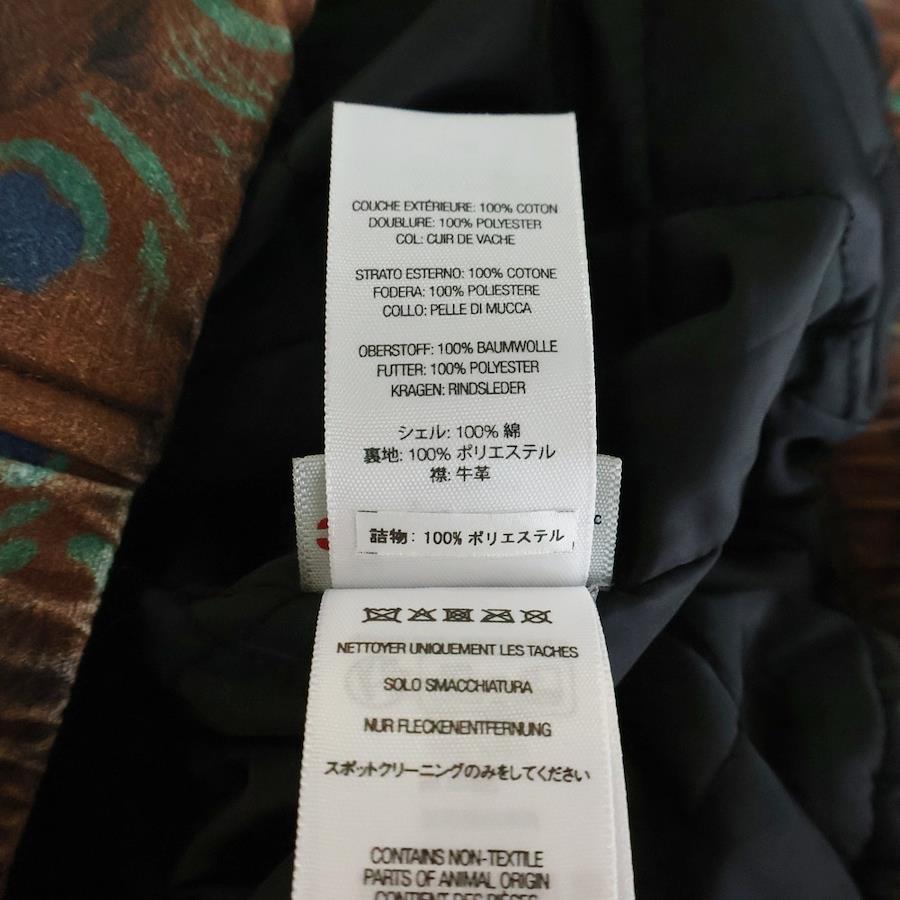 COUCHE EXTÉRIEURE: 100% COTON
DOUBLURE: 100% POLYESTER
COL: CUIR DE VACHE
STRATO ESTERNO: 100% COTONE
FODERA: 100% POLIESTERE
COLLO: PELLE DI MUCCA
OBERSTOFF: 100% BAUMWOLLE
FUTTER: 100% POLYESTER
KRAGEN: RINDSLEDER
シェル: 100% 綿
裏地: 100% ポリエステル
襟: 牛革
詰物: 100% ポリエステル
NETTOYER UNIQUEMENT LES TACHES
SOLO SMACCHIATURA
NUR FLECKENENTFERNUNG
スポットクリーニングのみをしてください
CONTAINS NON-TEXTILE
PARTS OF ANIMAL ORIGIN
CONTIENT DES PIÈCES